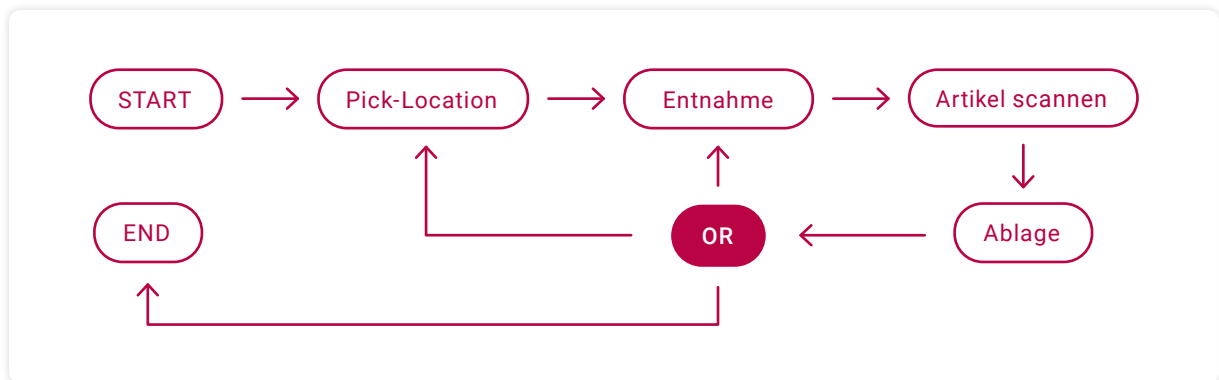 START
Pick-Location
Entnahme
Artikel scannen
END
OR
Ablage